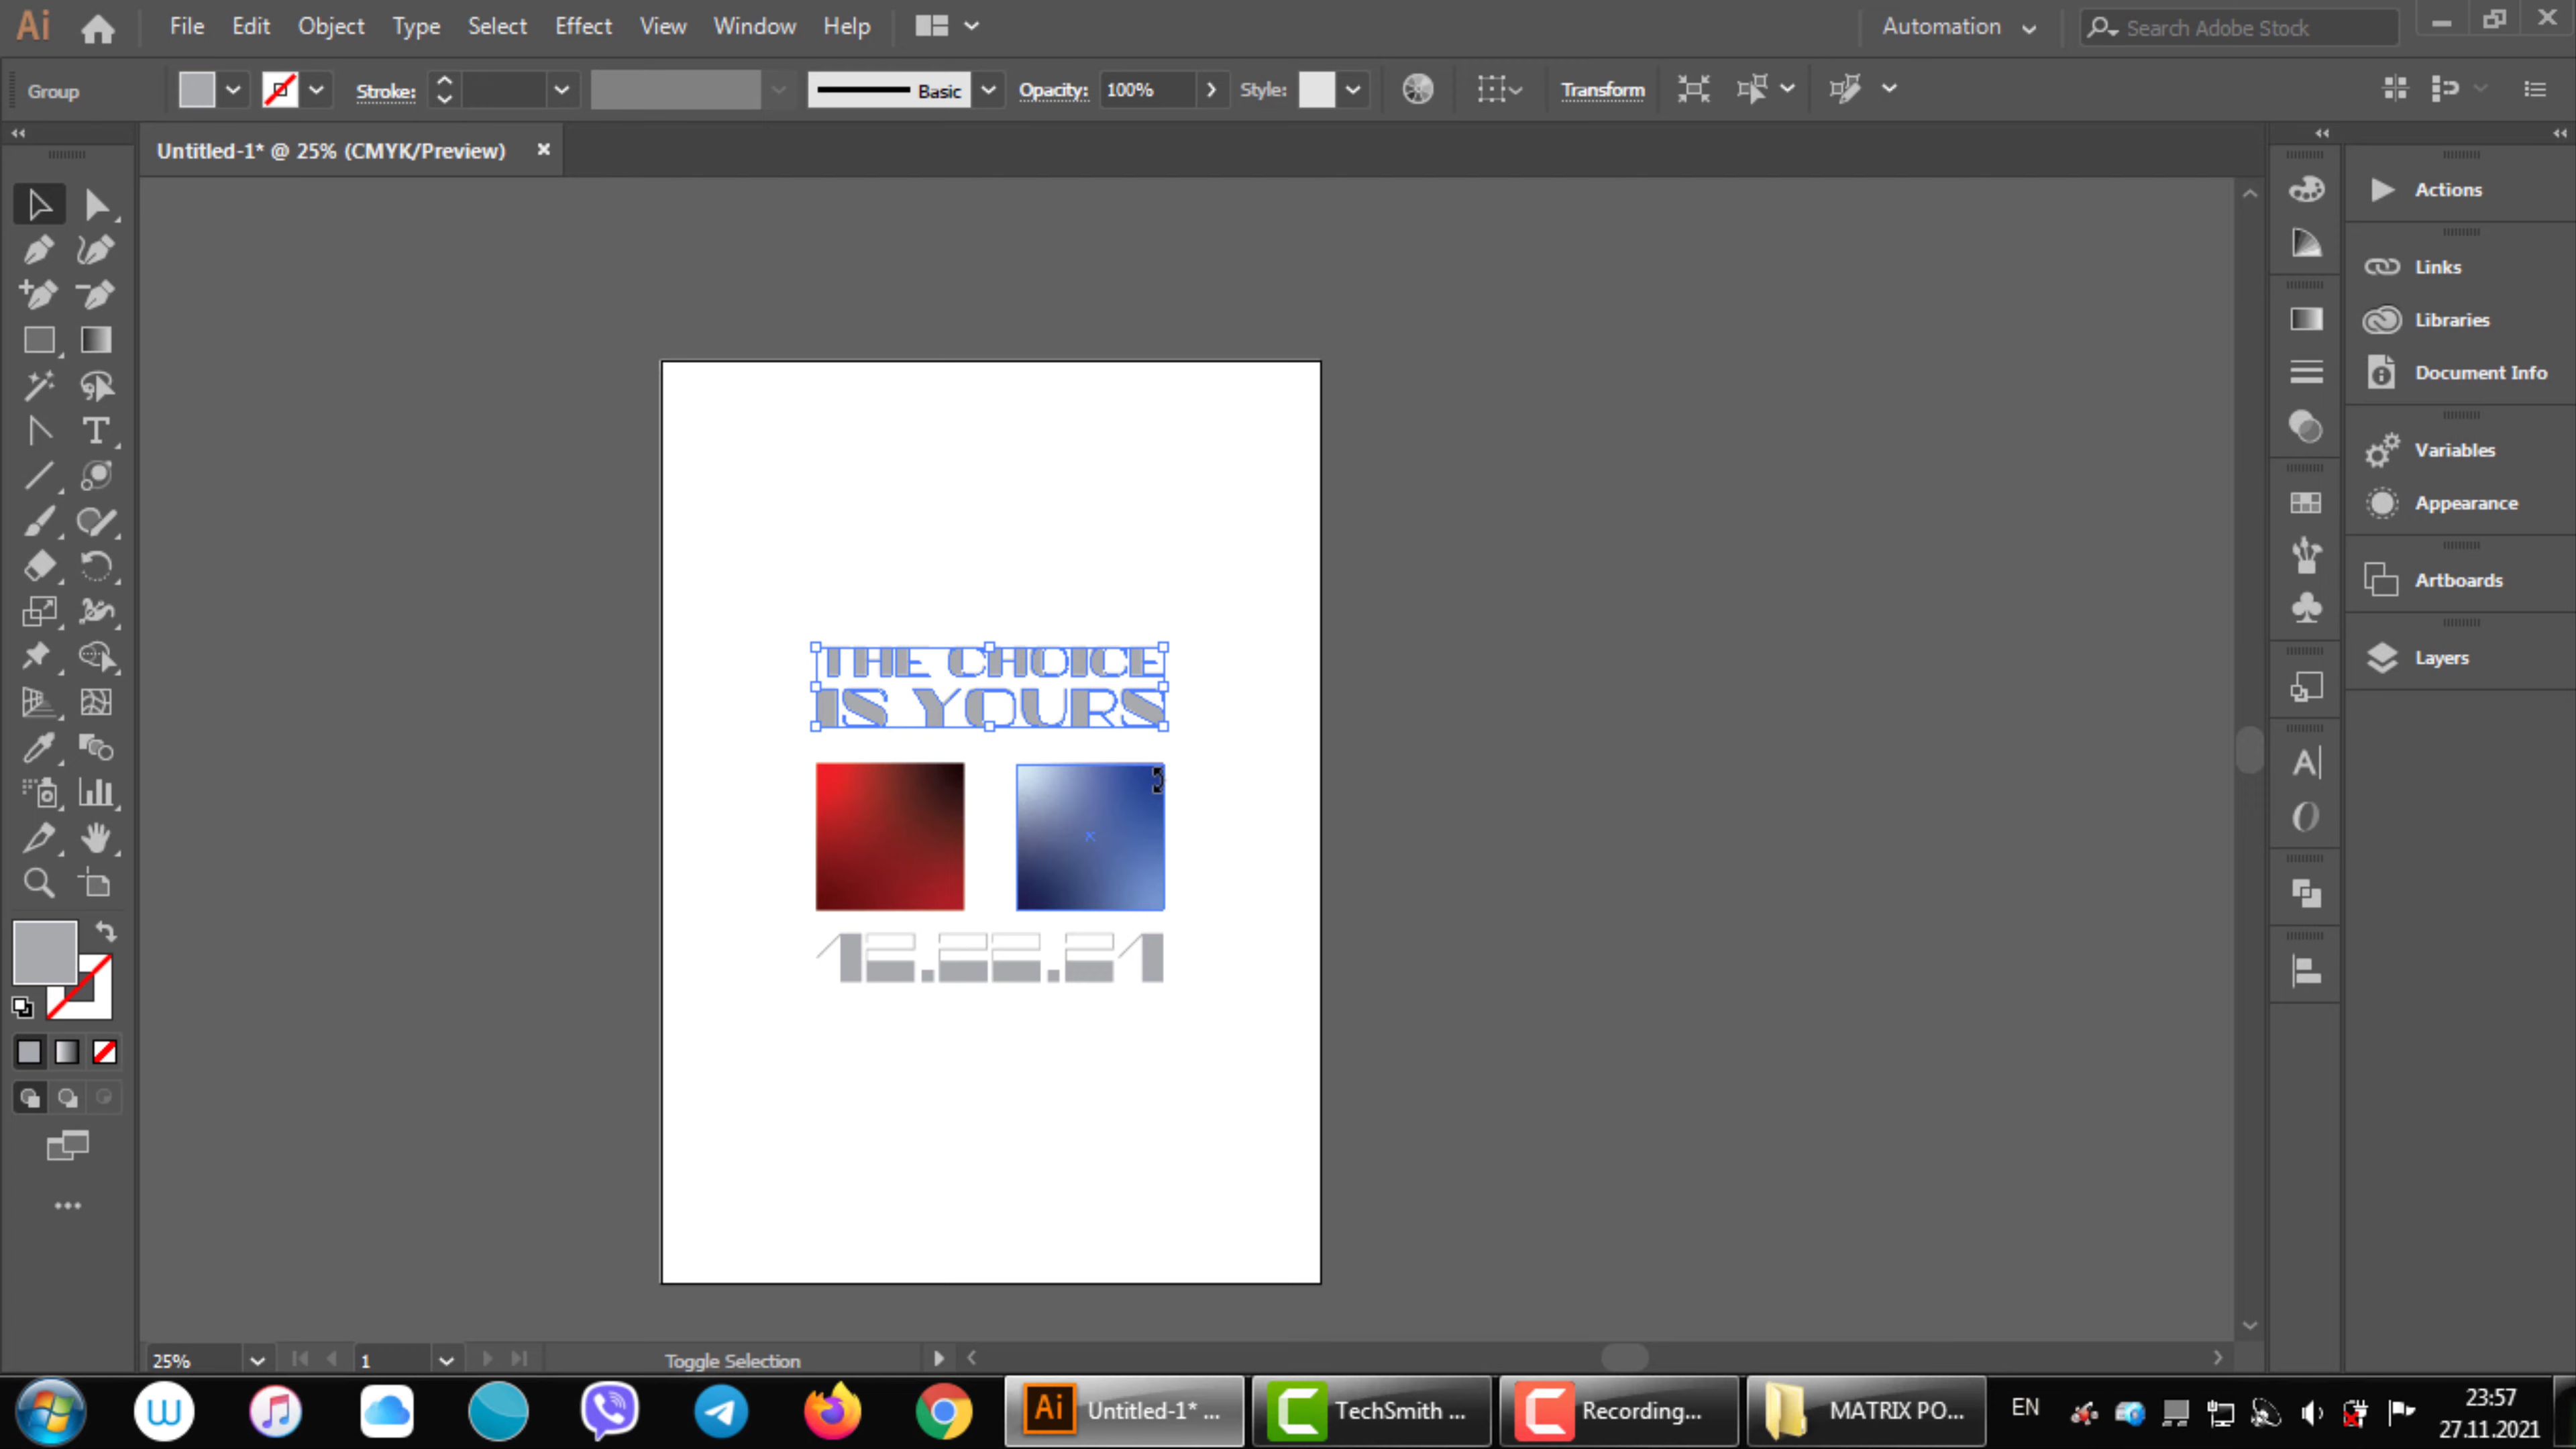 Ai File Edit Object Type Select Effect View Window Help Automation Search Adobe Stock
Group Stroke: Basic Opacity: 100% Style: Transform
Untitled-1* @ 25% (CMYK/Preview)
Actions
Links
Libraries
Document Info
Variables
Appearance
Artboards
Layers
THE CHOICE
IS YOURS
12.22.21
25% 1 Toggle Selection
Ai Untitled-1* ... TechSmith ... Recording... MATRIX PO... EN 23:57
27.11.2021